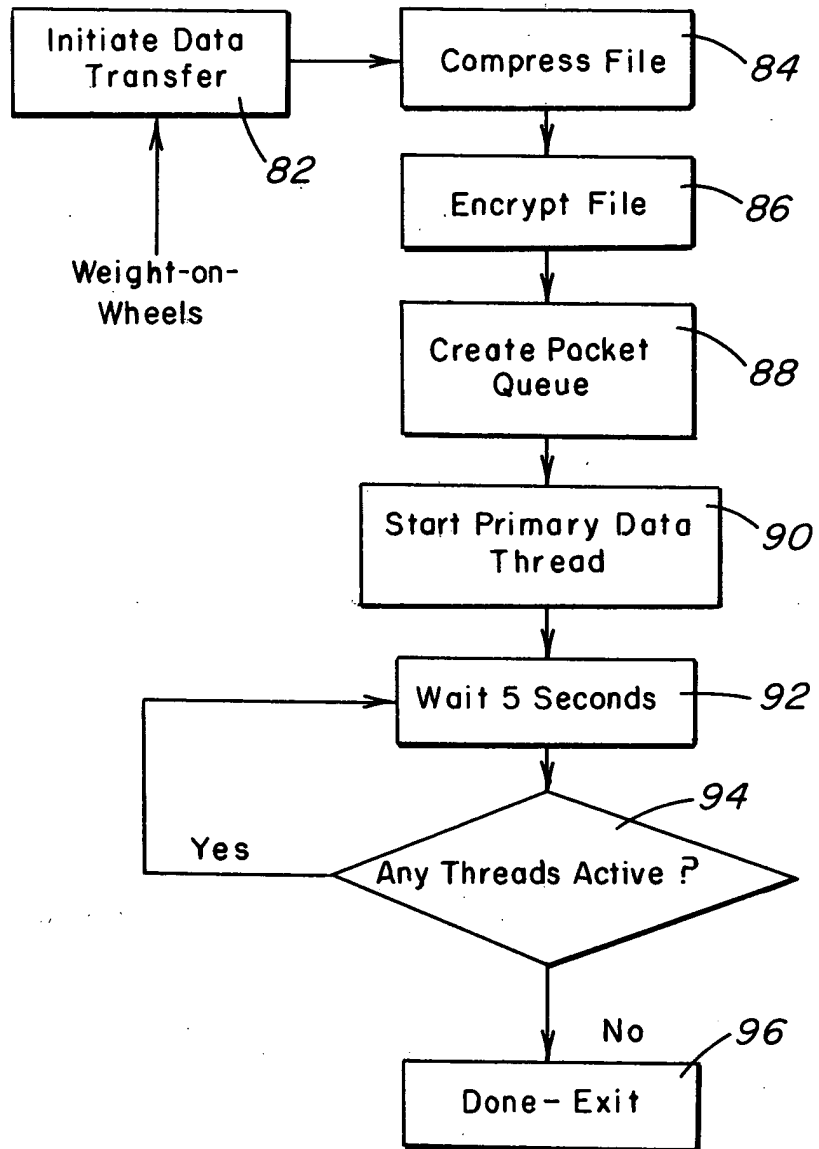 Initiate Data
Transfer
82
Weight-on-
Wheels
Compress File
84
Encrypt File
86
Create Packet
Queue
88
Start Primary Data
Thread
90
Wait 5 Seconds
92
94
Any Threads Active ?
Yes
No
96
Done- Exit